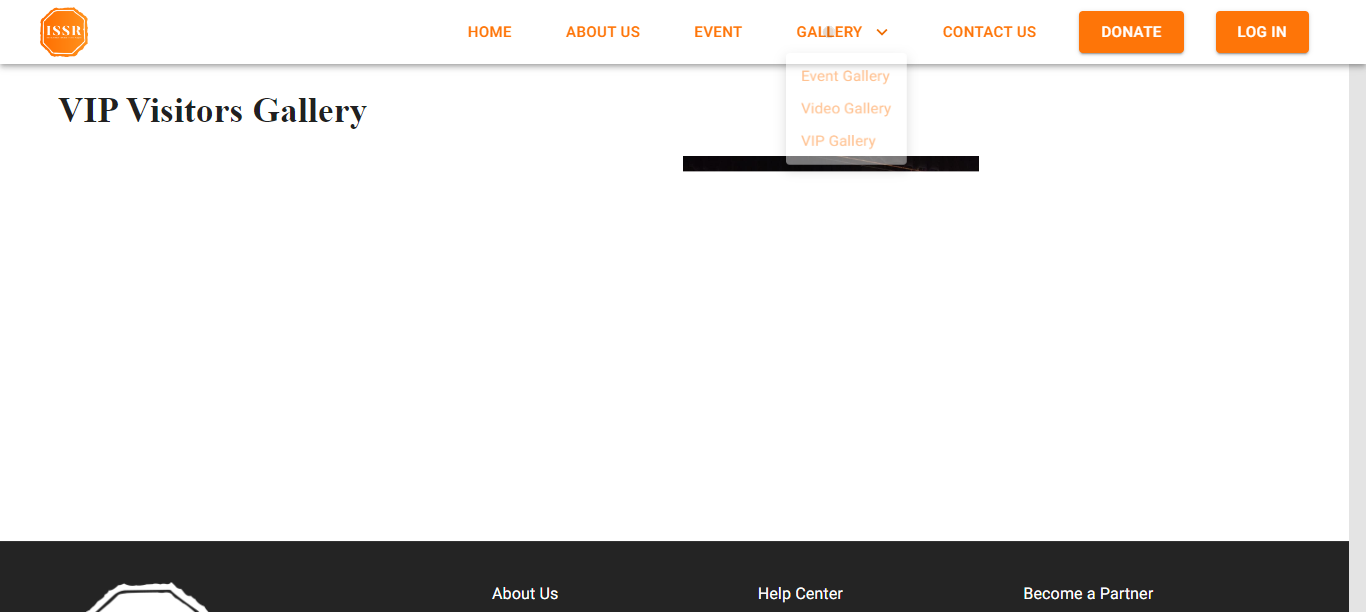 ISSR
HOME ABOUT US EVENT GALLERY CONTACT US DONATE LOG IN
Event Gallery
Video Gallery
VIP Gallery
VIP Visitors Gallery
About Us Help Center Become a Partner